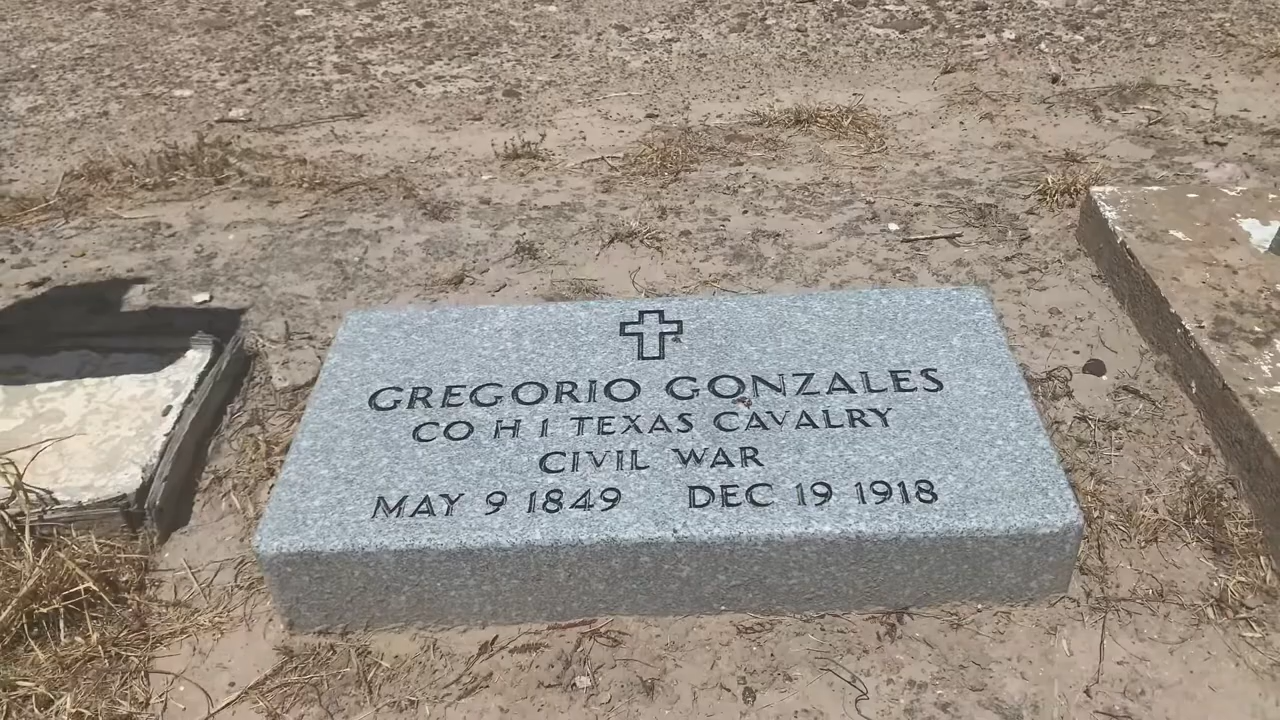 GREGORIO GONZALES
CO H 1 TEXAS CAVALRY
CIVIL WAR
MAY 9 1849 DEC 19 1918